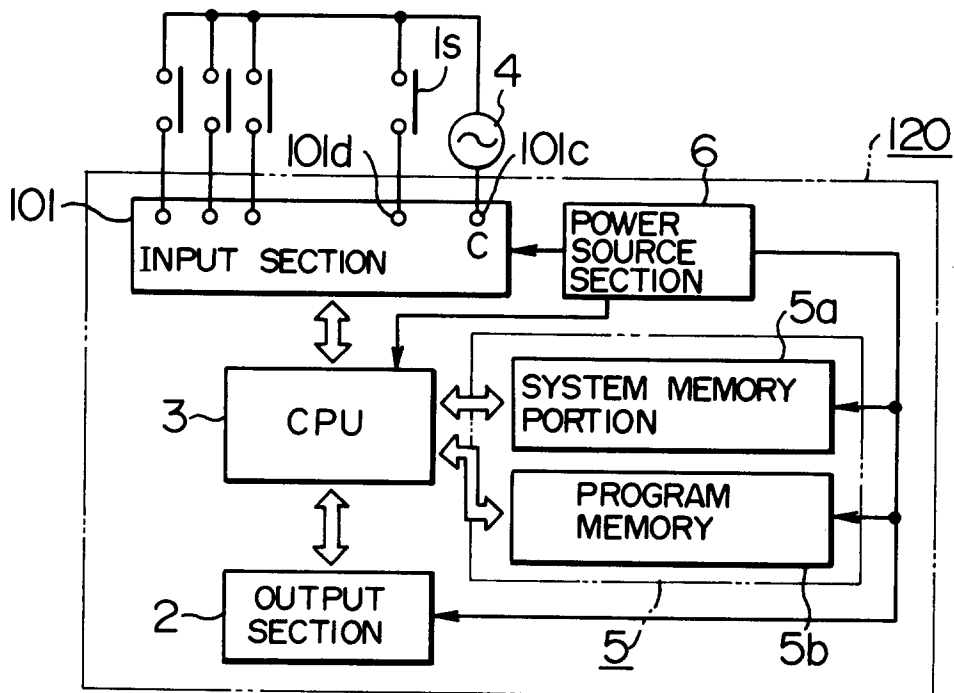 1s
4
101d
101c
6
120
101
INPUT SECTION
C
POWER
SOURCE
SECTION
5a
3
CPU
SYSTEM MEMORY
PORTION
PROGRAM
MEMORY
2
OUTPUT
SECTION
5
5b